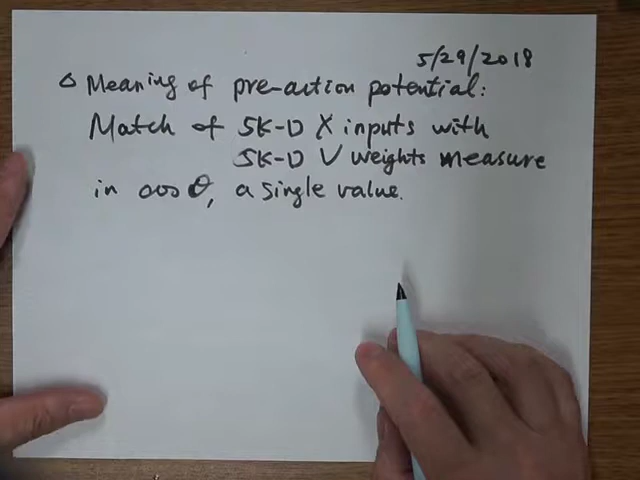 5/29/2018
△ Meaning of pre-action potential:
Match of 5K-D X inputs with
5K-D V weights measure
in cos θ, a single value.